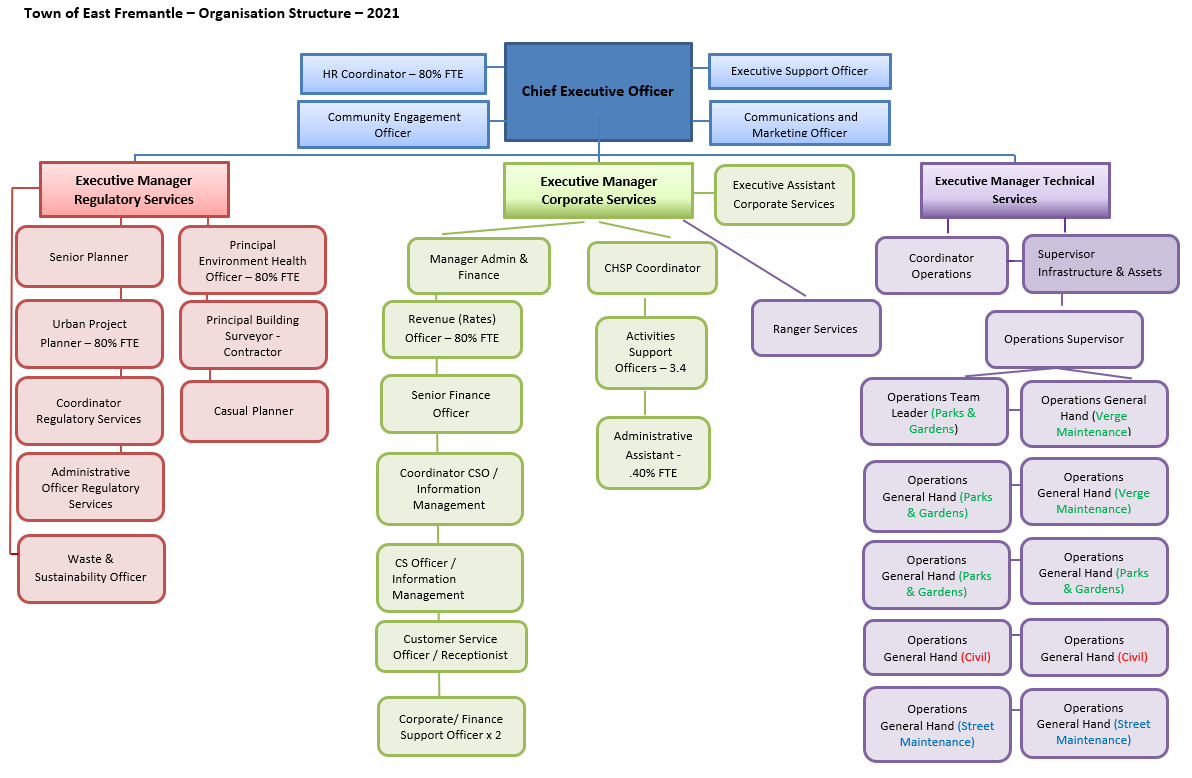 Town of East Fremantle – Organisation Structure – 2021
HR Coordinator – 80% FTE
Community Engagement
Officer
Chief Executive Officer
Executive Support Officer
Communications and
Marketing Officer
Executive Manager
Regulatory Services
Senior Planner
Urban Project
Planner – 80% FTE
Coordinator
Regulatory Services
Administrative
Officer Regulatory
Services
Waste &
Sustainability Officer
Principal
Environment Health
Officer – 80% FTE
Principal Building
Surveyor -
Contractor
Casual Planner
Executive Manager
Corporate Services
Executive Assistant
Corporate Services
Manager Admin &
Finance
Revenue (Rates)
Officer – 80% FTE
Senior Finance
Officer
Coordinator CSO /
Information
Management
CS Officer /
Information
Management
Customer Service
Officer / Receptionist
Corporate/ Finance
Support Officer x 2
CHSP Coordinator
Activities
Support
Officers – 3.4
Administrative
Assistant -
.40% FTE
Ranger Services
Executive Manager Technical
Services
Coordinator
Operations
Supervisor
Infrastructure & Assets
Operations Supervisor
Operations Team
Leader (Parks &
Gardens)
Operations General
Hand (Verge
Maintenance)
Operations
General Hand (Parks
& Gardens)
Operations
General Hand (Verge
Maintenance)
Operations
General Hand (Parks
& Gardens)
Operations
General Hand (Parks
& Gardens)
Operations
General Hand (Civil)
Operations
General Hand (Civil)
Operations
General Hand (Street
Maintenance)
Operations
General Hand (Street
Maintenance)